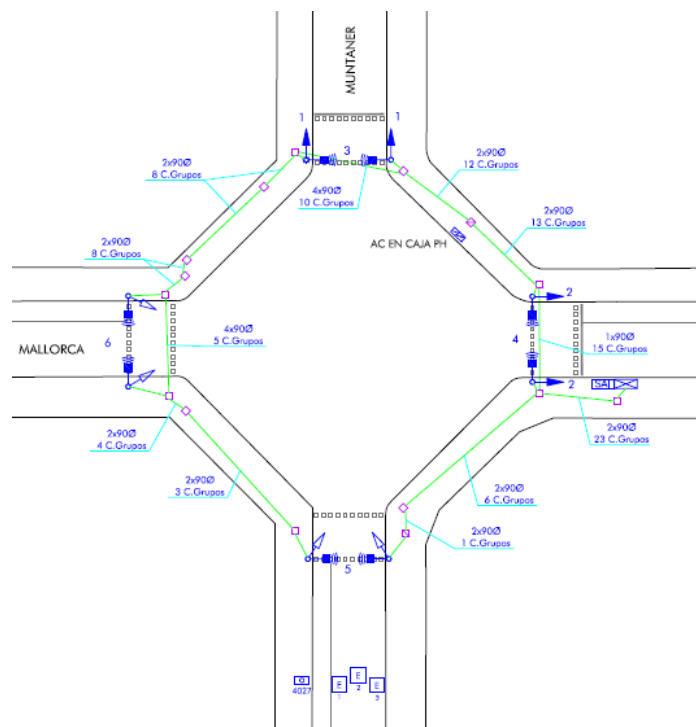 MUNTANER
1
1
3
2x90Ø
8 C.Grupos
2x90Ø
12 C.Grupos
4x90Ø
10 C.Grupos
2x90Ø
13 C.Grupos
AC EN CAJA PH
2x90Ø
8 C.Grupos
2
6
MALLORCA
4x90Ø
5 C.Grupos
4
1x90Ø
15 C.Grupos
2
SAI
2x90Ø
4 C.Grupos
2x90Ø
23 C.Grupos
2x90Ø
3 C.Grupos
2x90Ø
6 C.Grupos
2x90Ø
1 C.Grupos
5
4027
E
1
E
2
E
3